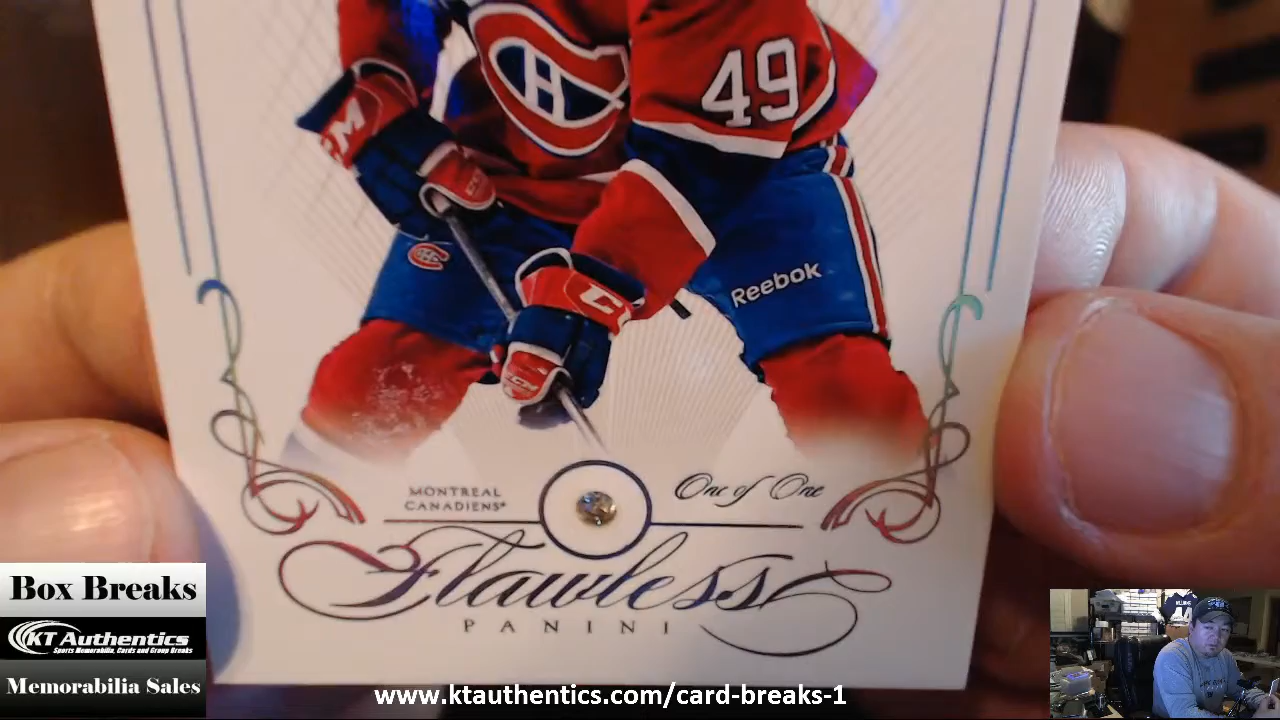 49
Reebok
MONTREAL
CANADIENS®
One of One
Flawless
PANINI
Box Breaks
KT Authentics
Sports Memorabilia, Cards and Group Breaks
Memorabilia Sales
www.ktauthentics.com/card-breaks-1